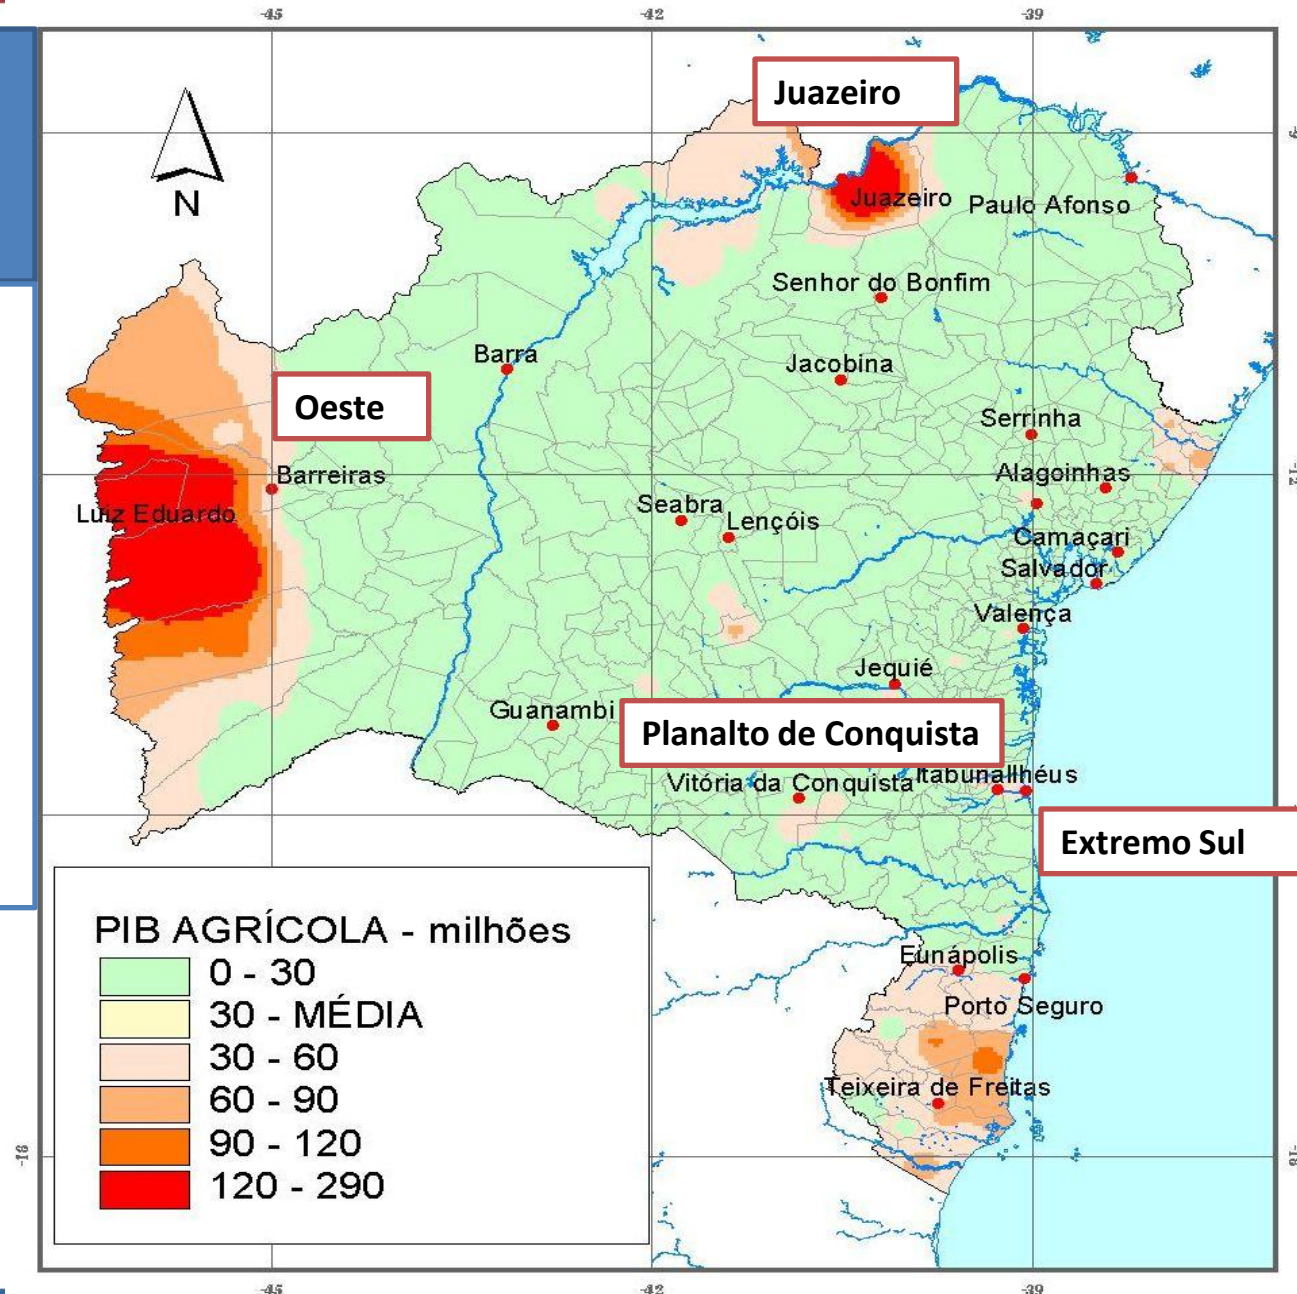 -45
-42
-39
Juazeiro
-9
N
Juazeiro
Paulo Afonso
Senhor do Bonfim
Barra
Jacobina
Oeste
Serrinha
Barreiras
Alagoinhas
-12
Seabra
Luiz Eduardo
Lençóis
Camaçari
Salvador
Valença
Jequié
Guanambi
Planalto de Conquista
Vitória da Conquista
Itabuna
Ilhéus
Extremo Sul
PIB AGRÍCOLA - milhões
0 - 30
30 - MÉDIA
30 - 60
60 - 90
90 - 120
120 - 290
Eunápolis
Porto Seguro
Teixeira de Freitas
-45
-42
-39